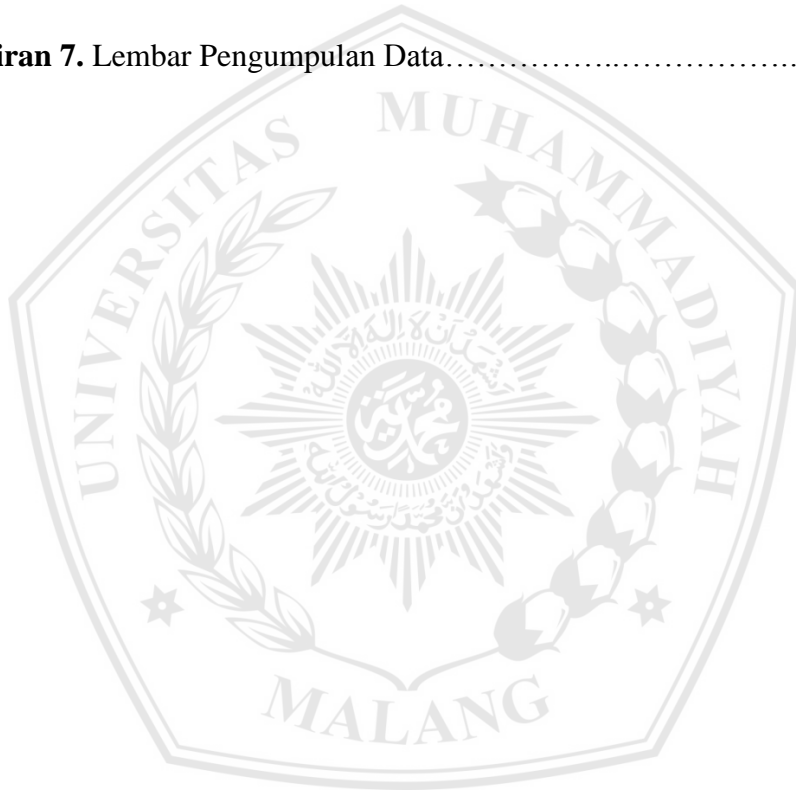 iran 7. Lembar Pengumpulan Data……………..…………….
UNIVERSITAS MUHAMMADIYAH
MALANG